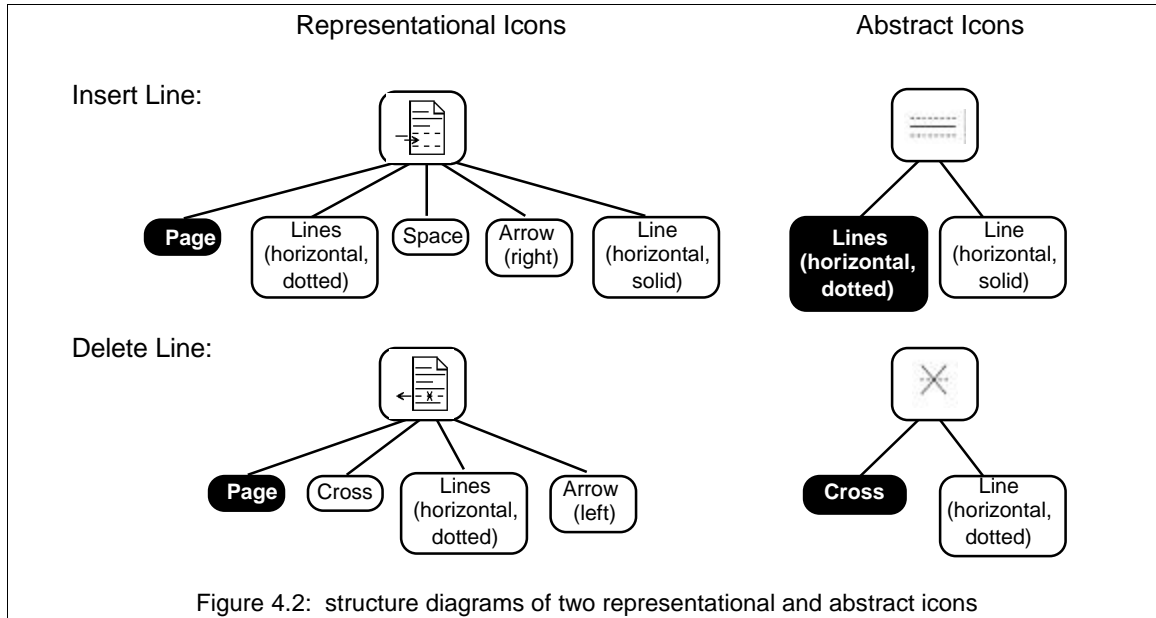 Representational Icons
Abstract Icons
Insert Line:
Page
Lines
(horizontal,
dotted)
Space
Arrow
(right)
Line
(horizontal,
solid)
Lines
(horizontal,
dotted)
Line
(horizontal,
solid)
Delete Line:
Page
Cross
Lines
(horizontal,
dotted)
Arrow
(left)
Cross
Line
(horizontal,
dotted)
Figure 4.2: structure diagrams of two representational and abstract icons